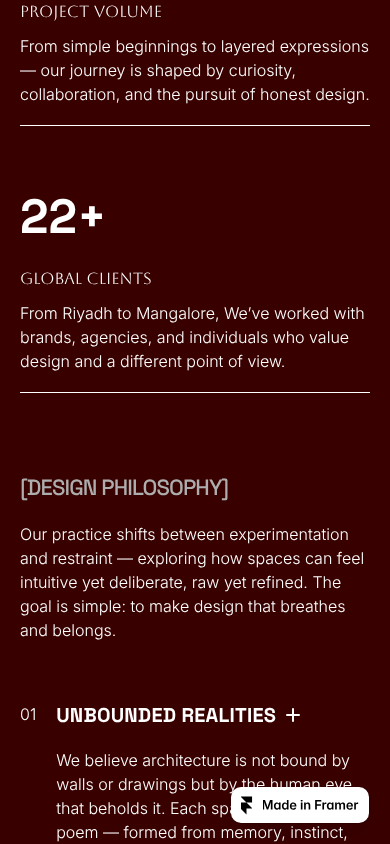 PROJECT VOLUME
From simple beginnings to layered expressions
— our journey is shaped by curiosity,
collaboration, and the pursuit of honest design.
22+
GLOBAL CLIENTS
From Riyadh to Mangalore, We’ve worked with
brands, agencies, and individuals who value
design and a different point of view.
[DESIGN PHILOSOPHY]
Our practice shifts between experimentation
and restraint — exploring how spaces can feel
intuitive yet deliberate, raw yet refined. The
goal is simple: to make design that breathes
and belongs.
01 UNBOUNDED REALITIES +
We believe architecture is not bound by
walls or drawings but by the human eye
that beholds it. Each
poem — formed from memory, instinct,
Made in Framer